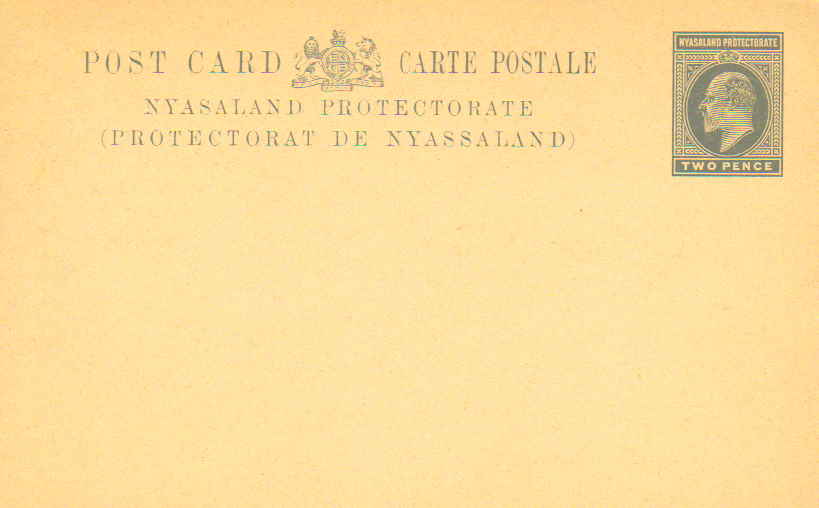 POST CARD CARTE POSTALE
NYASALAND PROTECTORATE
(PROTECTORAT DE NYASSALAND)
NYASALAND PROTECTORATE
TWO PENCE